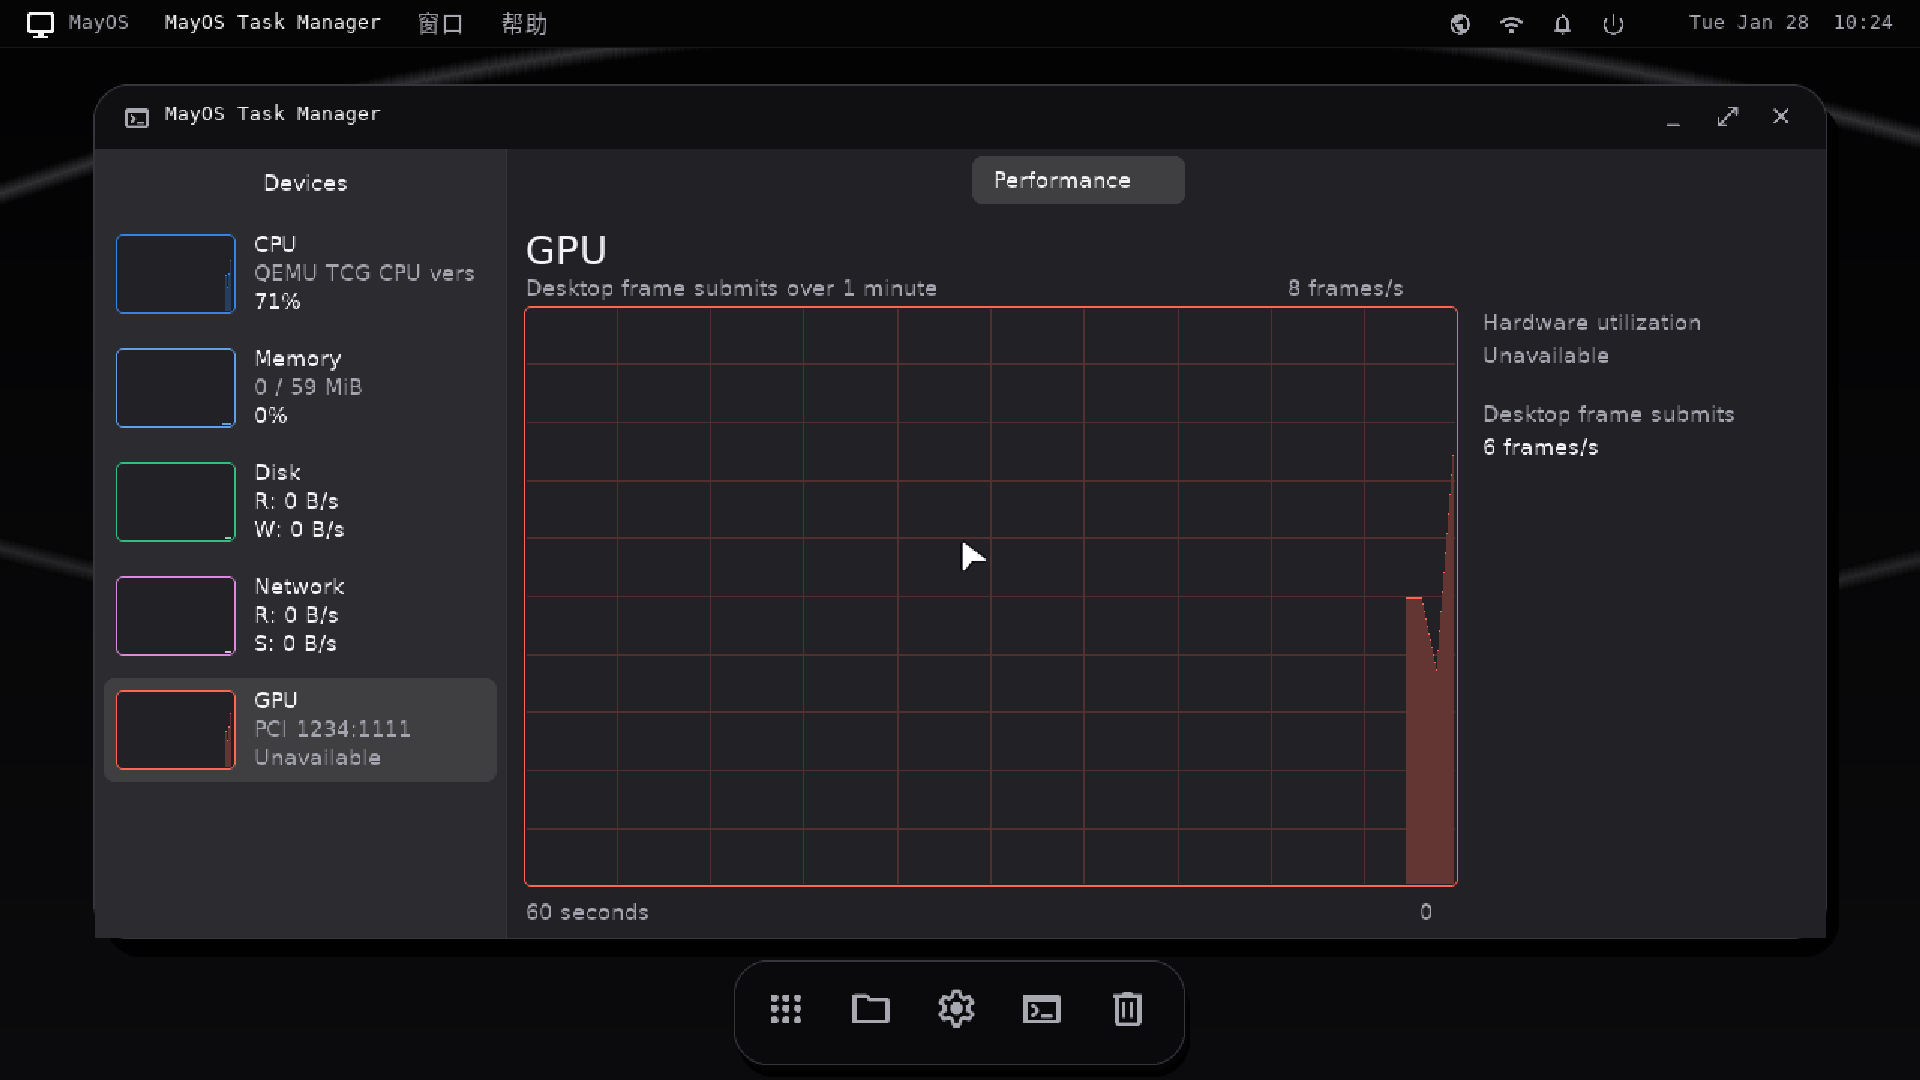 MayOS MayOS Task Manager 窗口 帮助 Tue Jan 28 10:24
MayOS Task Manager
Devices
CPU
QEMU TCG CPU vers
71%
Memory
0 / 59 MiB
0%
Disk
R: 0 B/s
W: 0 B/s
Network
R: 0 B/s
S: 0 B/s
GPU
PCI 1234:1111
Unavailable
Performance
GPU
Desktop frame submits over 1 minute 8 frames/s
60 seconds 0
Hardware utilization
Unavailable
Desktop frame submits
6 frames/s